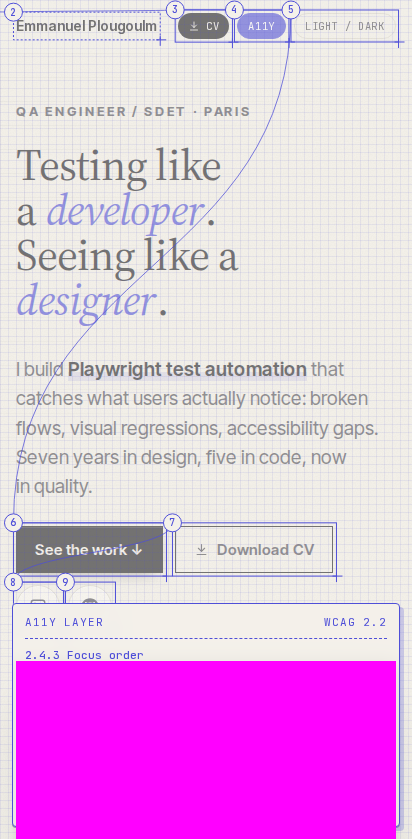 2 3 4 5
Emmanuel Plougoulm CV A11Y LIGHT / DARK
QA ENGINEER / SDET · PARIS
Testing like
a developer.
Seeing like a
designer.
I build Playwright test automation that
catches what users actually notice: broken
flows, visual regressions, accessibility gaps.
Seven years in design, five in code, now
in quality.
6 7
See the work ↓ Download CV
8 9
A11Y LAYER WCAG 2.2
2.4.3 Focus order